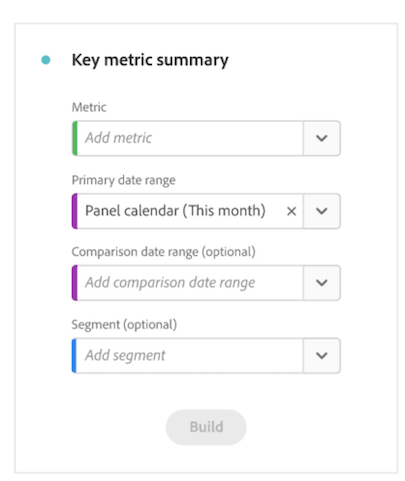 Key metric summary
Metric
Add metric
Primary date range
Panel calendar (This month)
Comparison date range (optional)
Add comparison date range
Segment (optional)
Add segment
Build